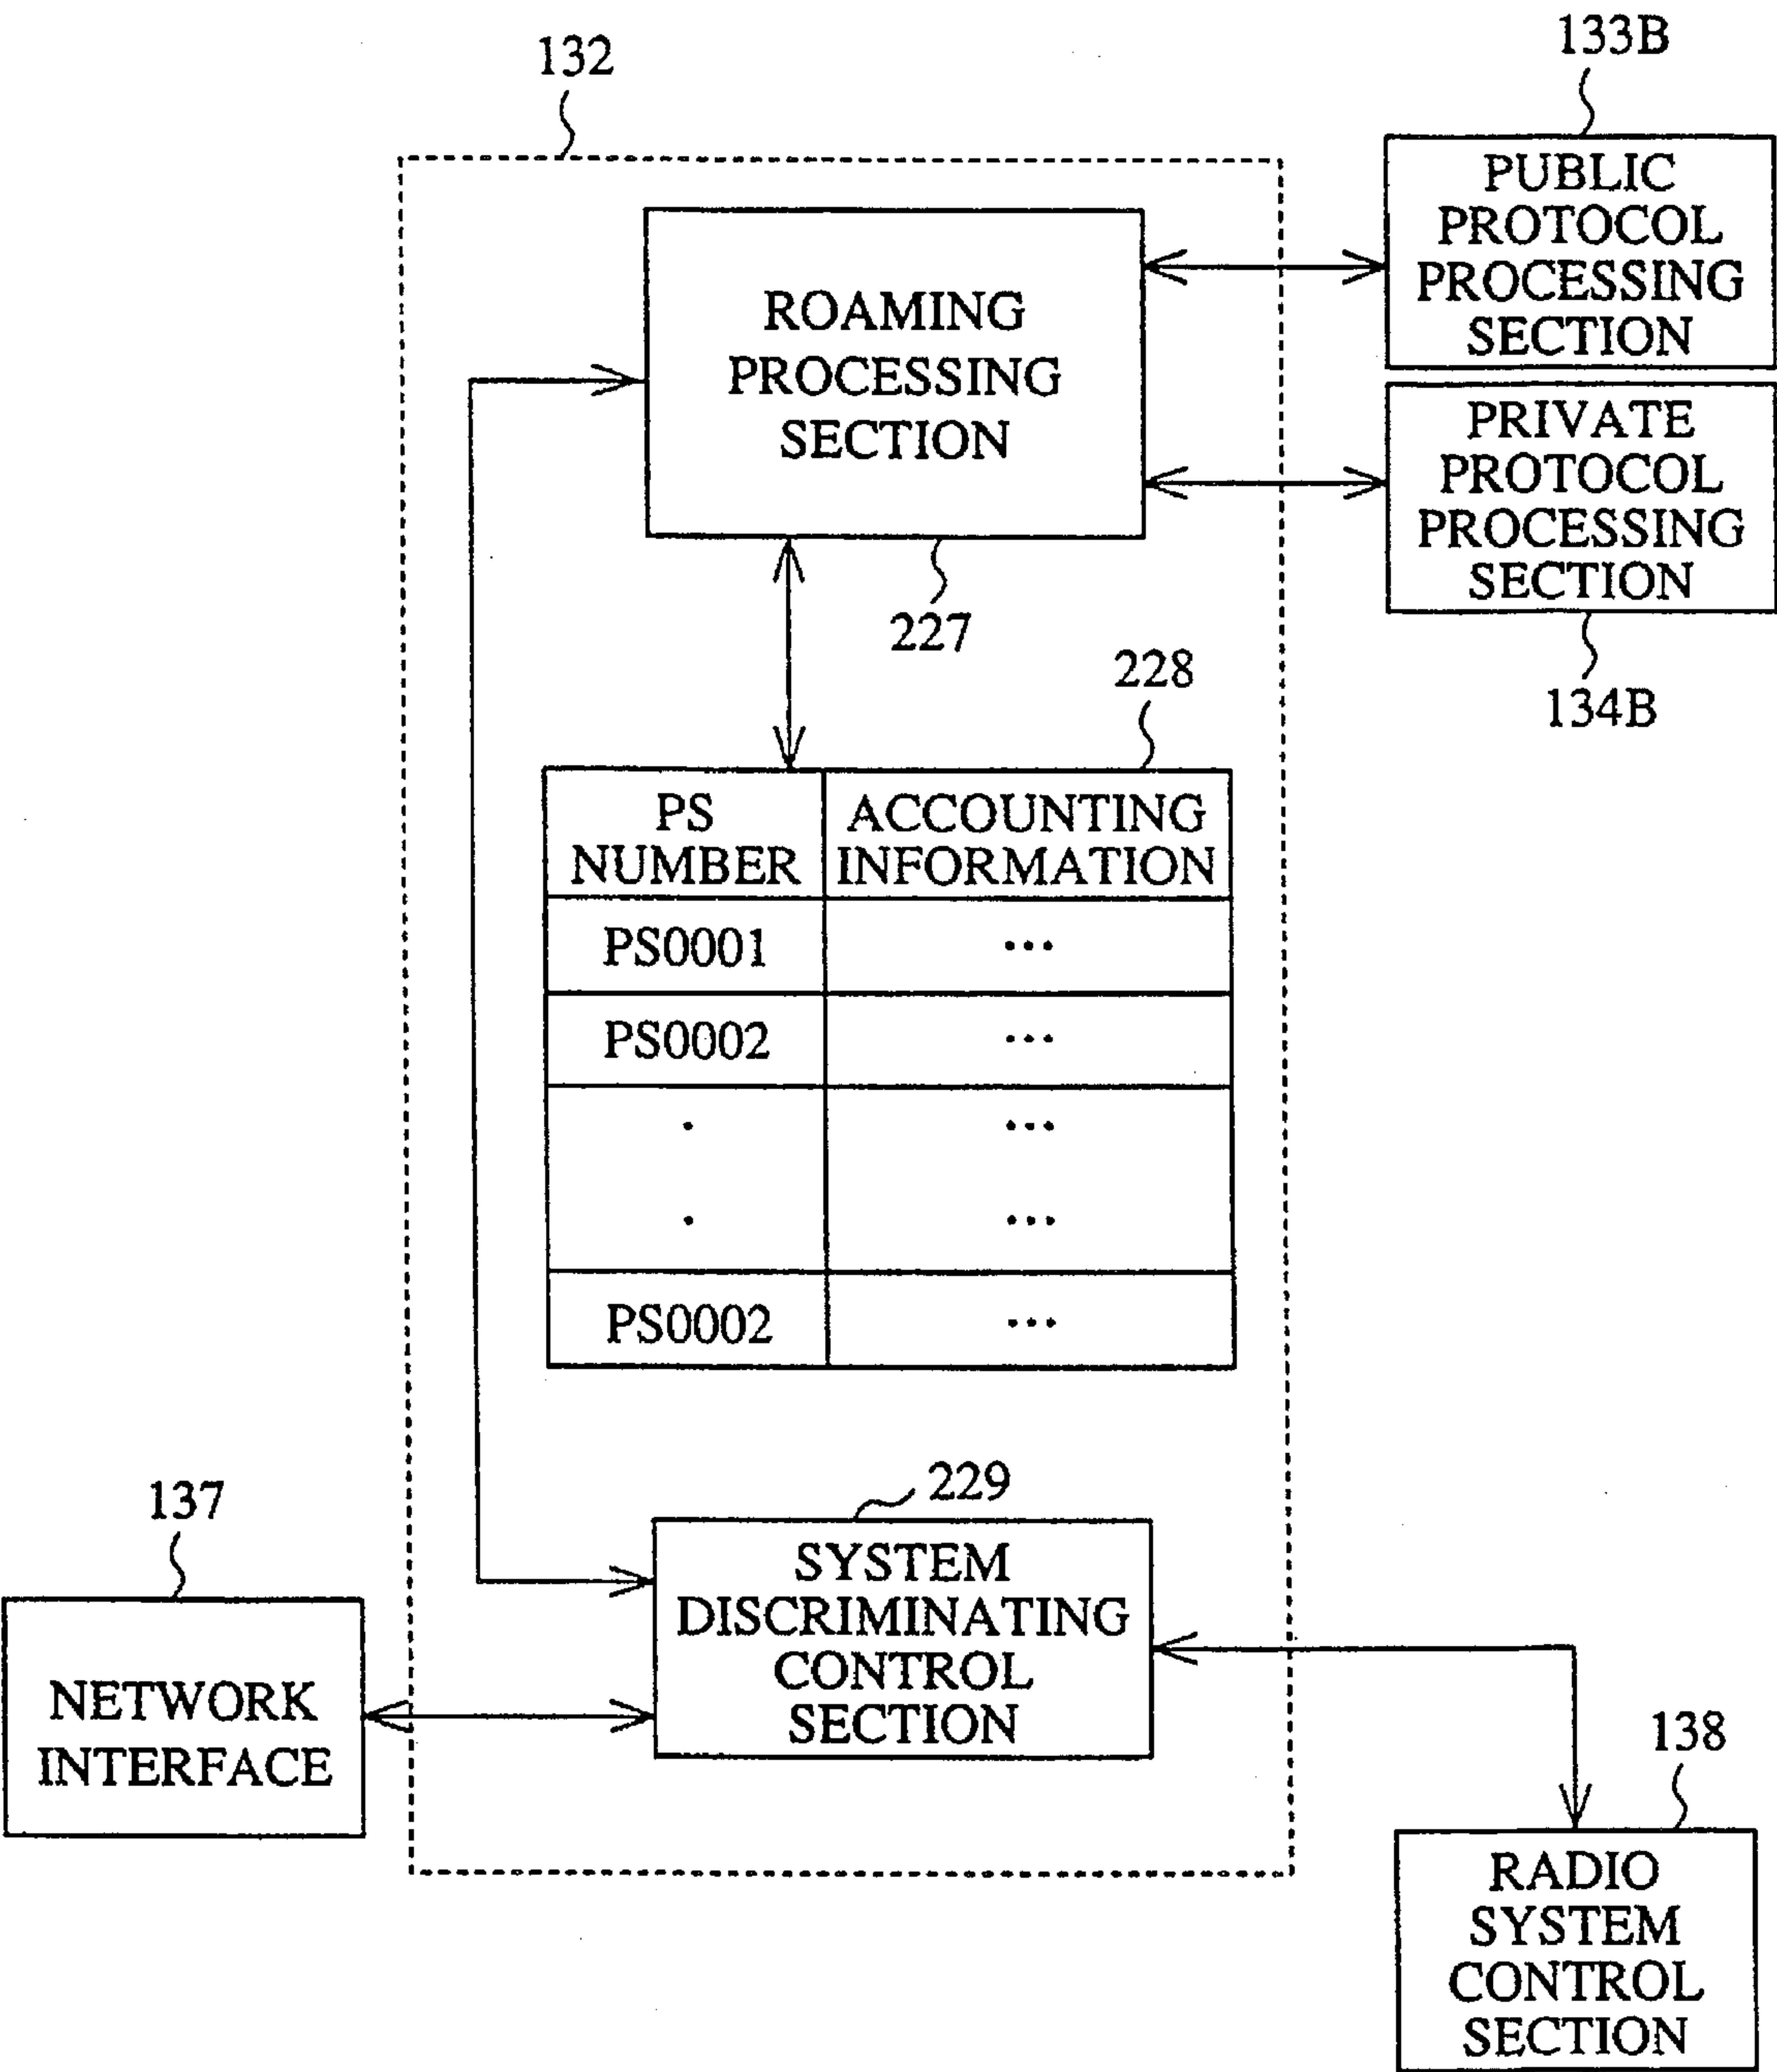 132
133B
PUBLIC
PROTOCOL
PROCESSING
SECTION
ROAMING
PROCESSING
SECTION
PRIVATE
PROTOCOL
PROCESSING
SECTION
227
134B
228
PS
NUMBER
ACCOUNTING
INFORMATION
PS0001
...
PS0002
...
.
...
.
...
PS0002
...
229
SYSTEM
DISCRIMINATING
CONTROL
SECTION
137
NETWORK
INTERFACE
138
RADIO
SYSTEM
CONTROL
SECTION